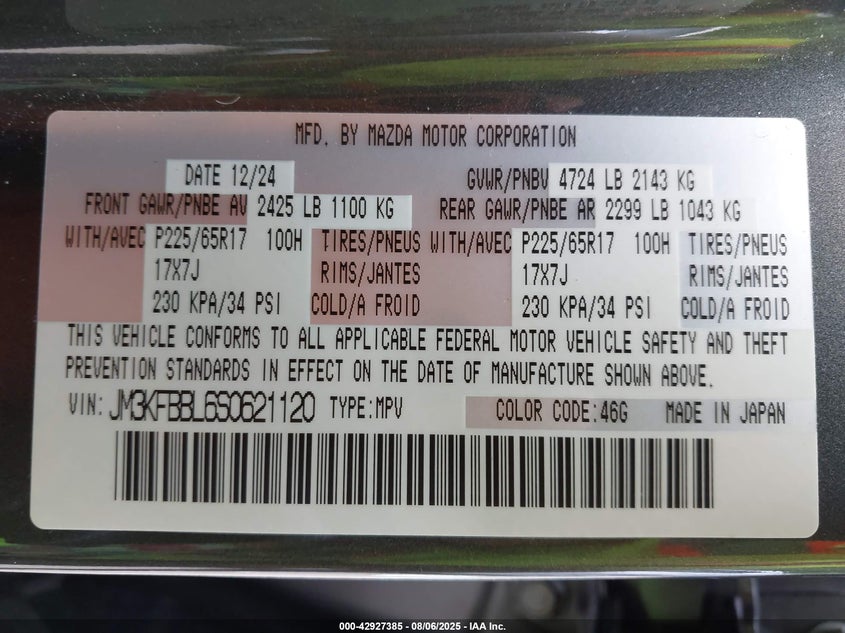 MFD. BY MAZDA MOTOR CORPORATION
DATE 12/24 GVWR/PNBV 4724 LB 2143 KG
FRONT GAWR/PNBE AV 2425 LB 1100 KG REAR GAWR/PNBE AR 2299 LB 1043 KG
WITH/AVEC P225/65R17 100H TIRES/PNEUS WITH/AVEC P225/65R17 100H TIRES/PNEUS
17X7J RIMS/JANTES 17X7J RIMS/JANTES
230 KPA/34 PSI COLD/A FROID 230 KPA/34 PSI COLD/A FROID
THIS VEHICLE CONFORMS TO ALL APPLICABLE FEDERAL MOTOR VEHICLE SAFETY AND THEFT
PREVENTION STANDARDS IN EFFECT ON THE DATE OF MANUFACTURE SHOWN ABOVE.
VIN: JM3KFBBL6S0621120 TYPE:MPV COLOR CODE:46G MADE IN JAPAN
000-42927385 - 08/06/2025 - IAA Inc.